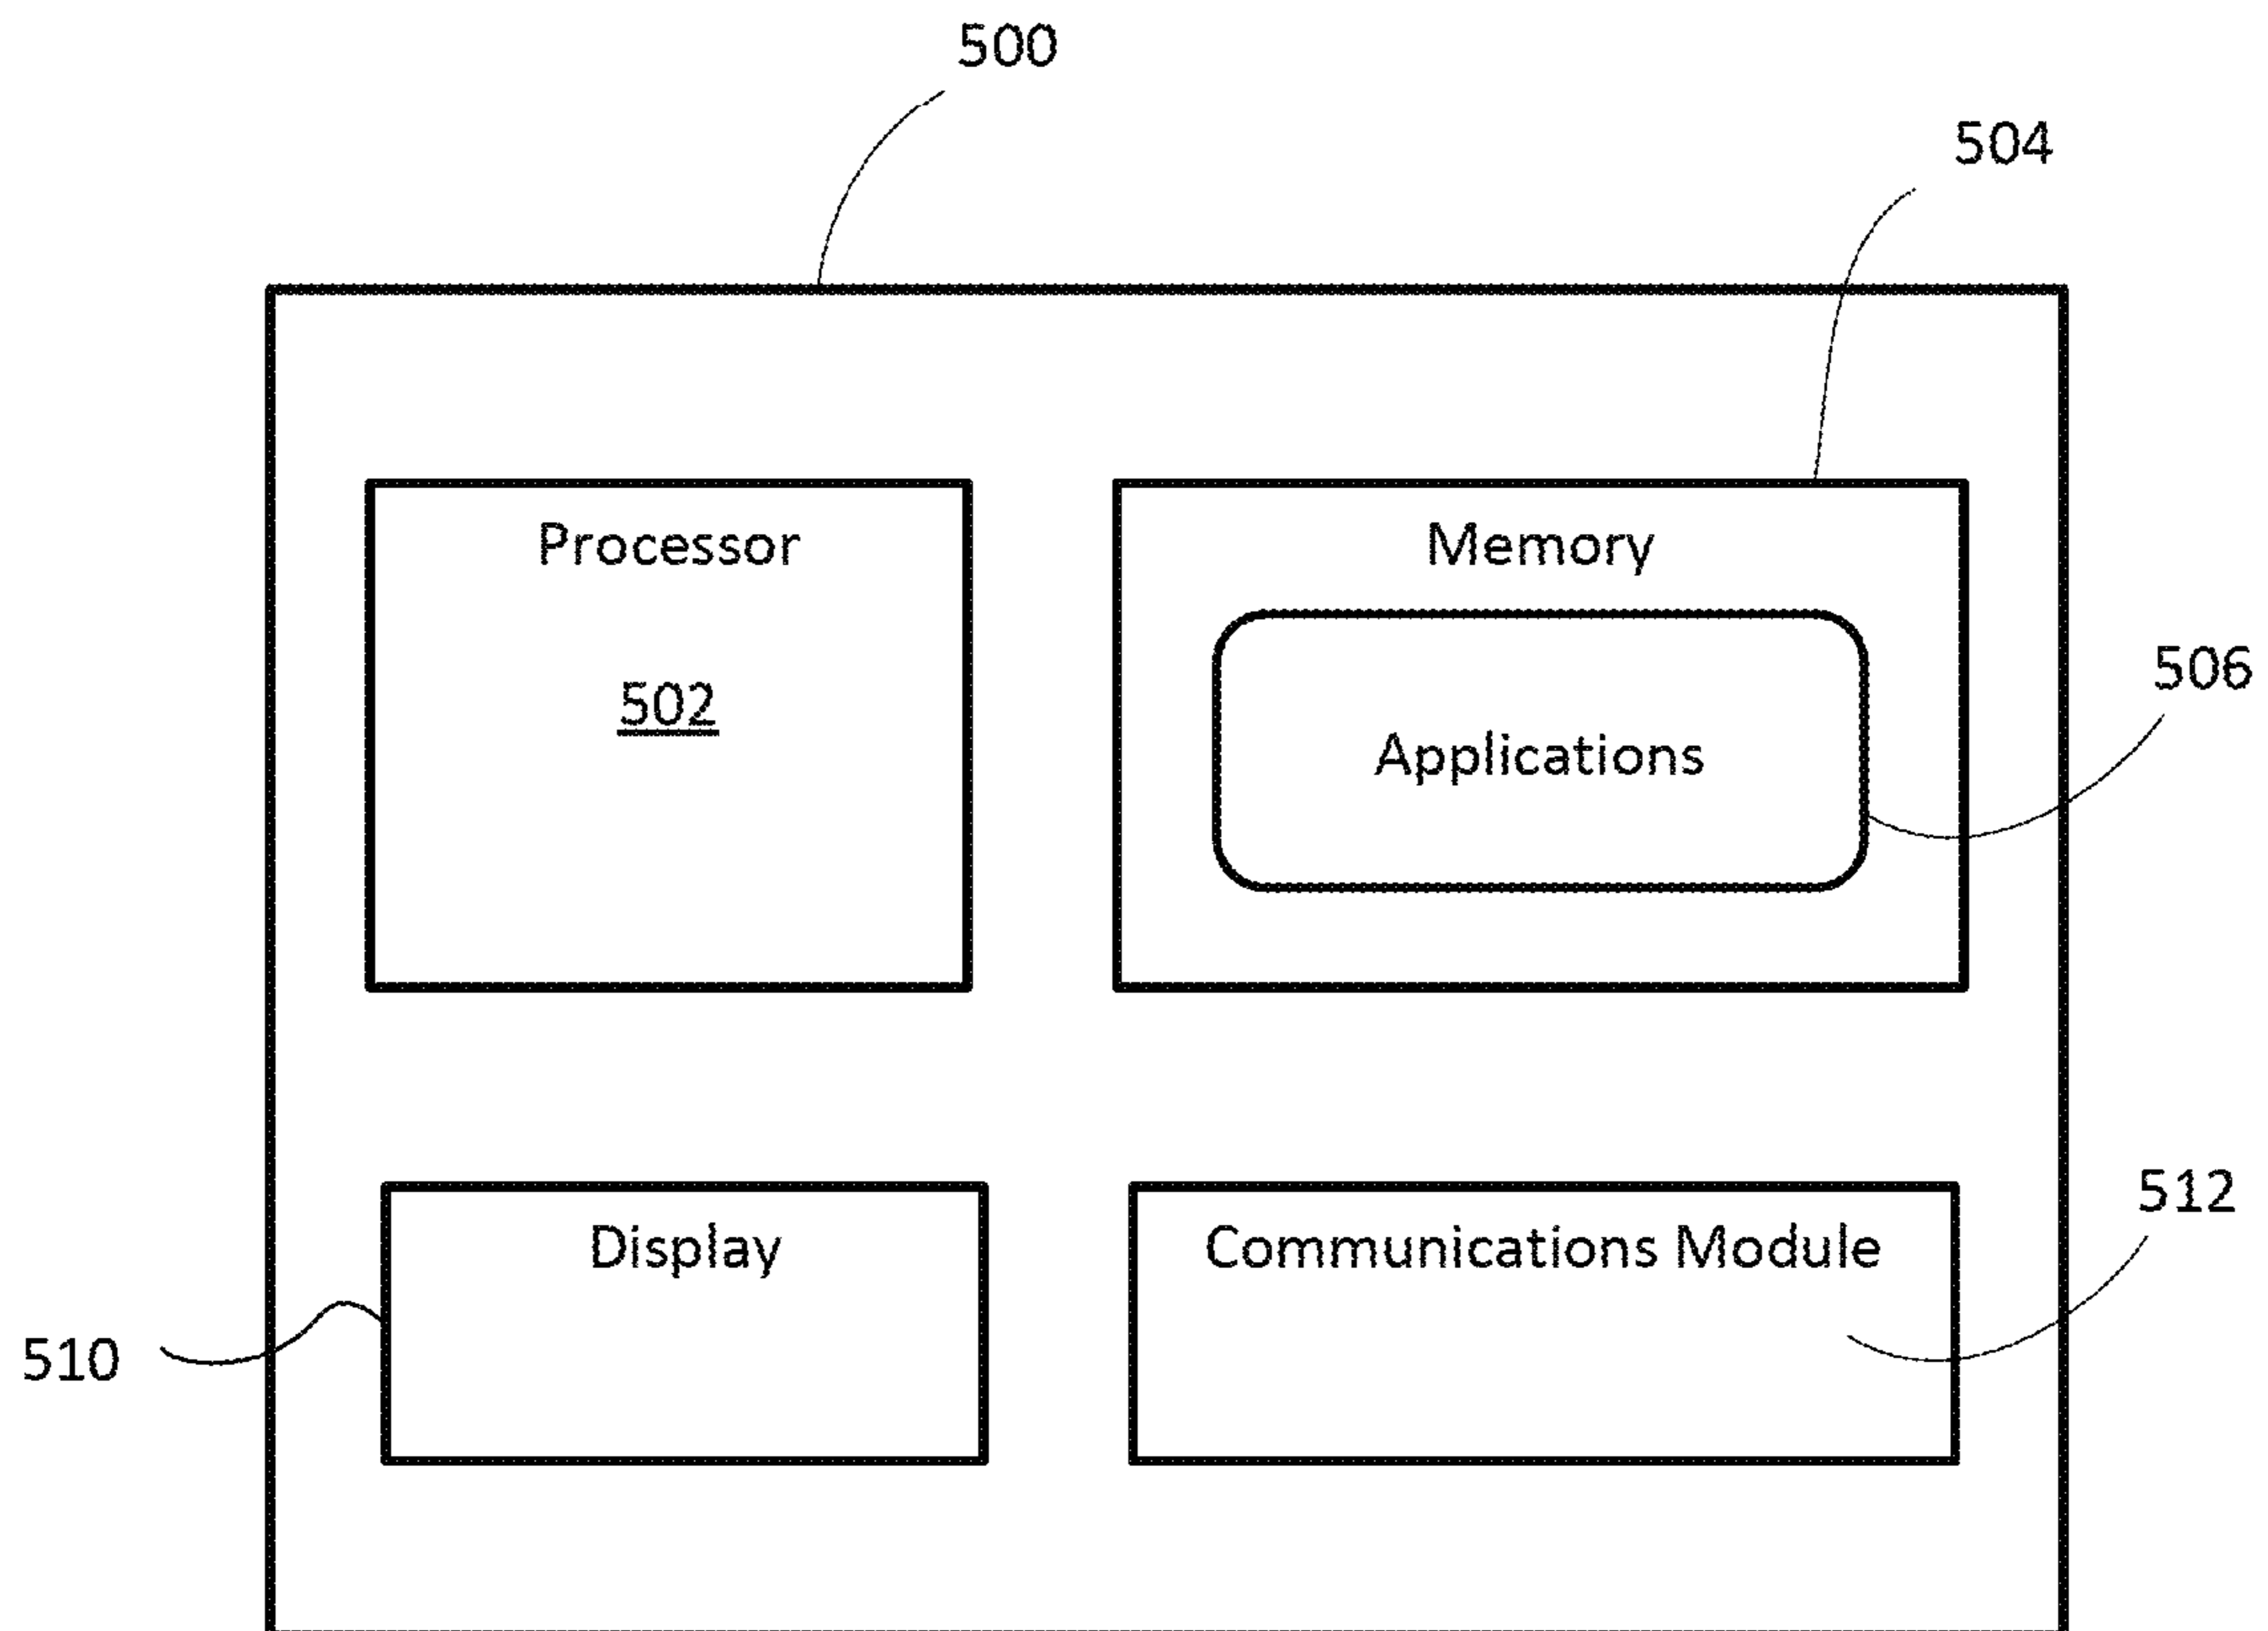 500
504
Processor
Memory
502
506
Applications
512
Display
Communications Module
510